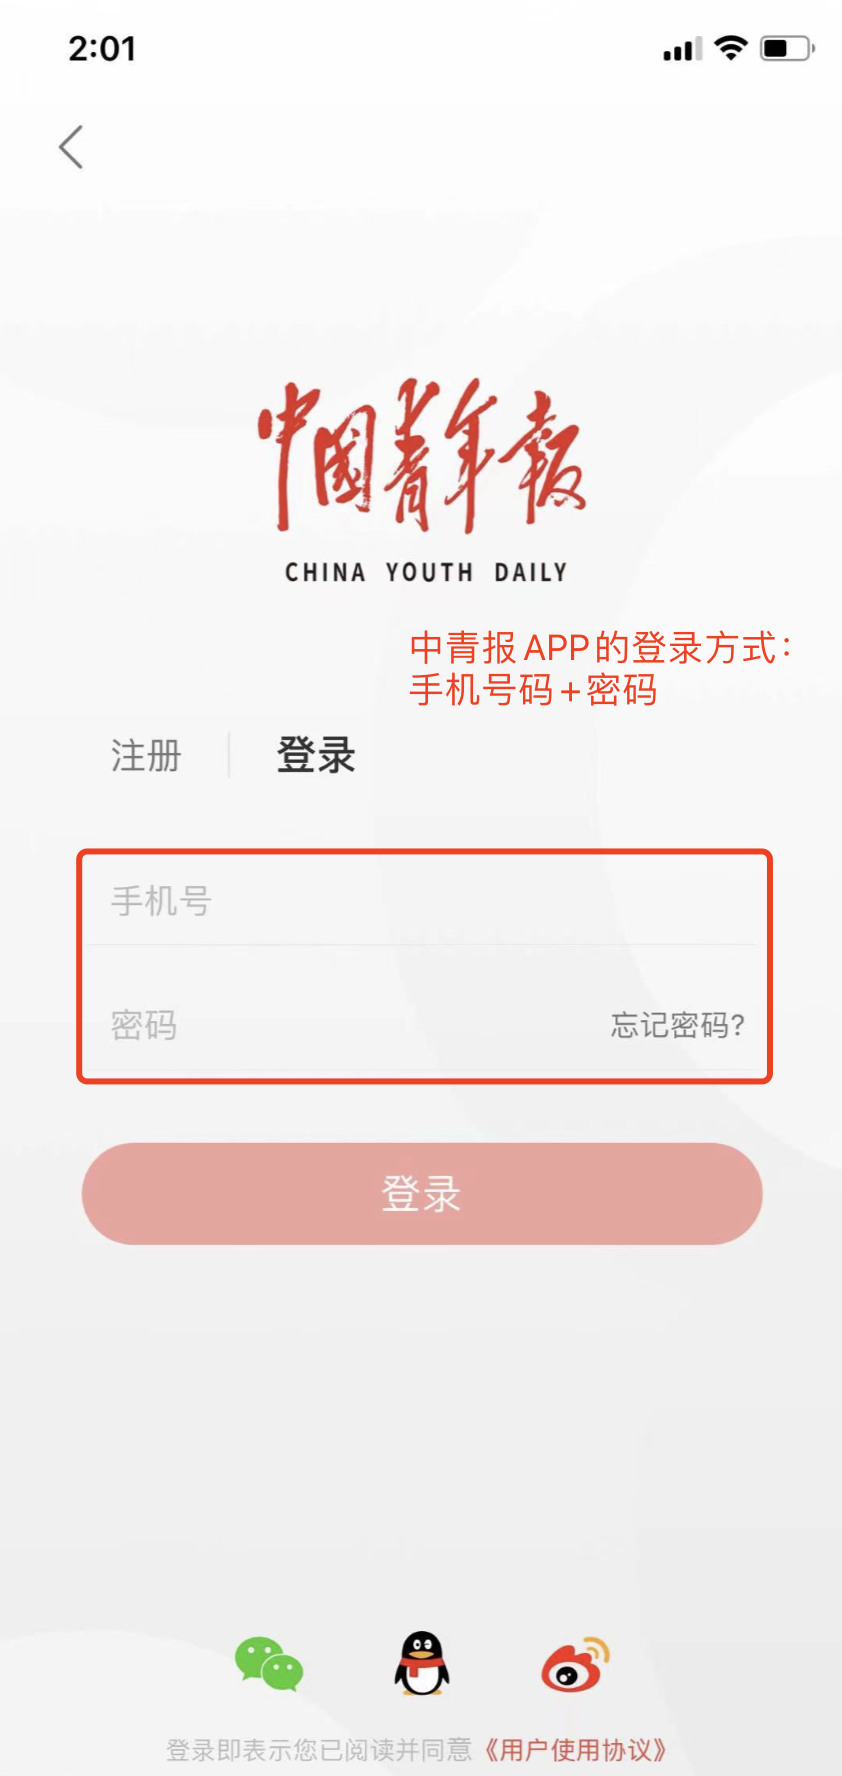 2:01
中國青年報
CHINA YOUTH DAILY
中青报APP的登录方式：
手机号码+密码
注册 登录
手机号
密码 忘记密码?
登录
登录即表示您已阅读并同意《用户使用协议》